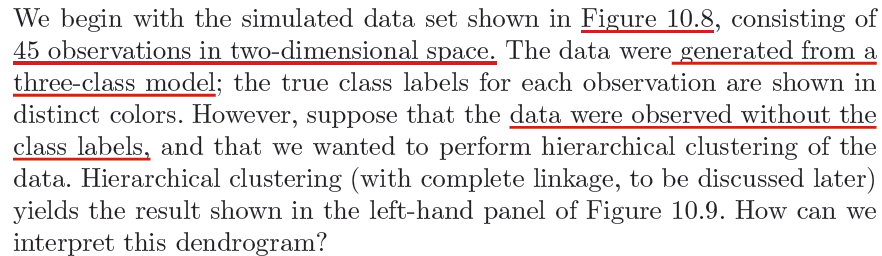 We begin with the simulated data set shown in Figure 10.8, consisting of
45 observations in two-dimensional space. The data were generated from a
three-class model; the true class labels for each observation are shown in
distinct colors. However, suppose that the data were observed without the
class labels, and that we wanted to perform hierarchical clustering of the
data. Hierarchical clustering (with complete linkage, to be discussed later)
yields the result shown in the left-hand panel of Figure 10.9. How can we
interpret this dendrogram?